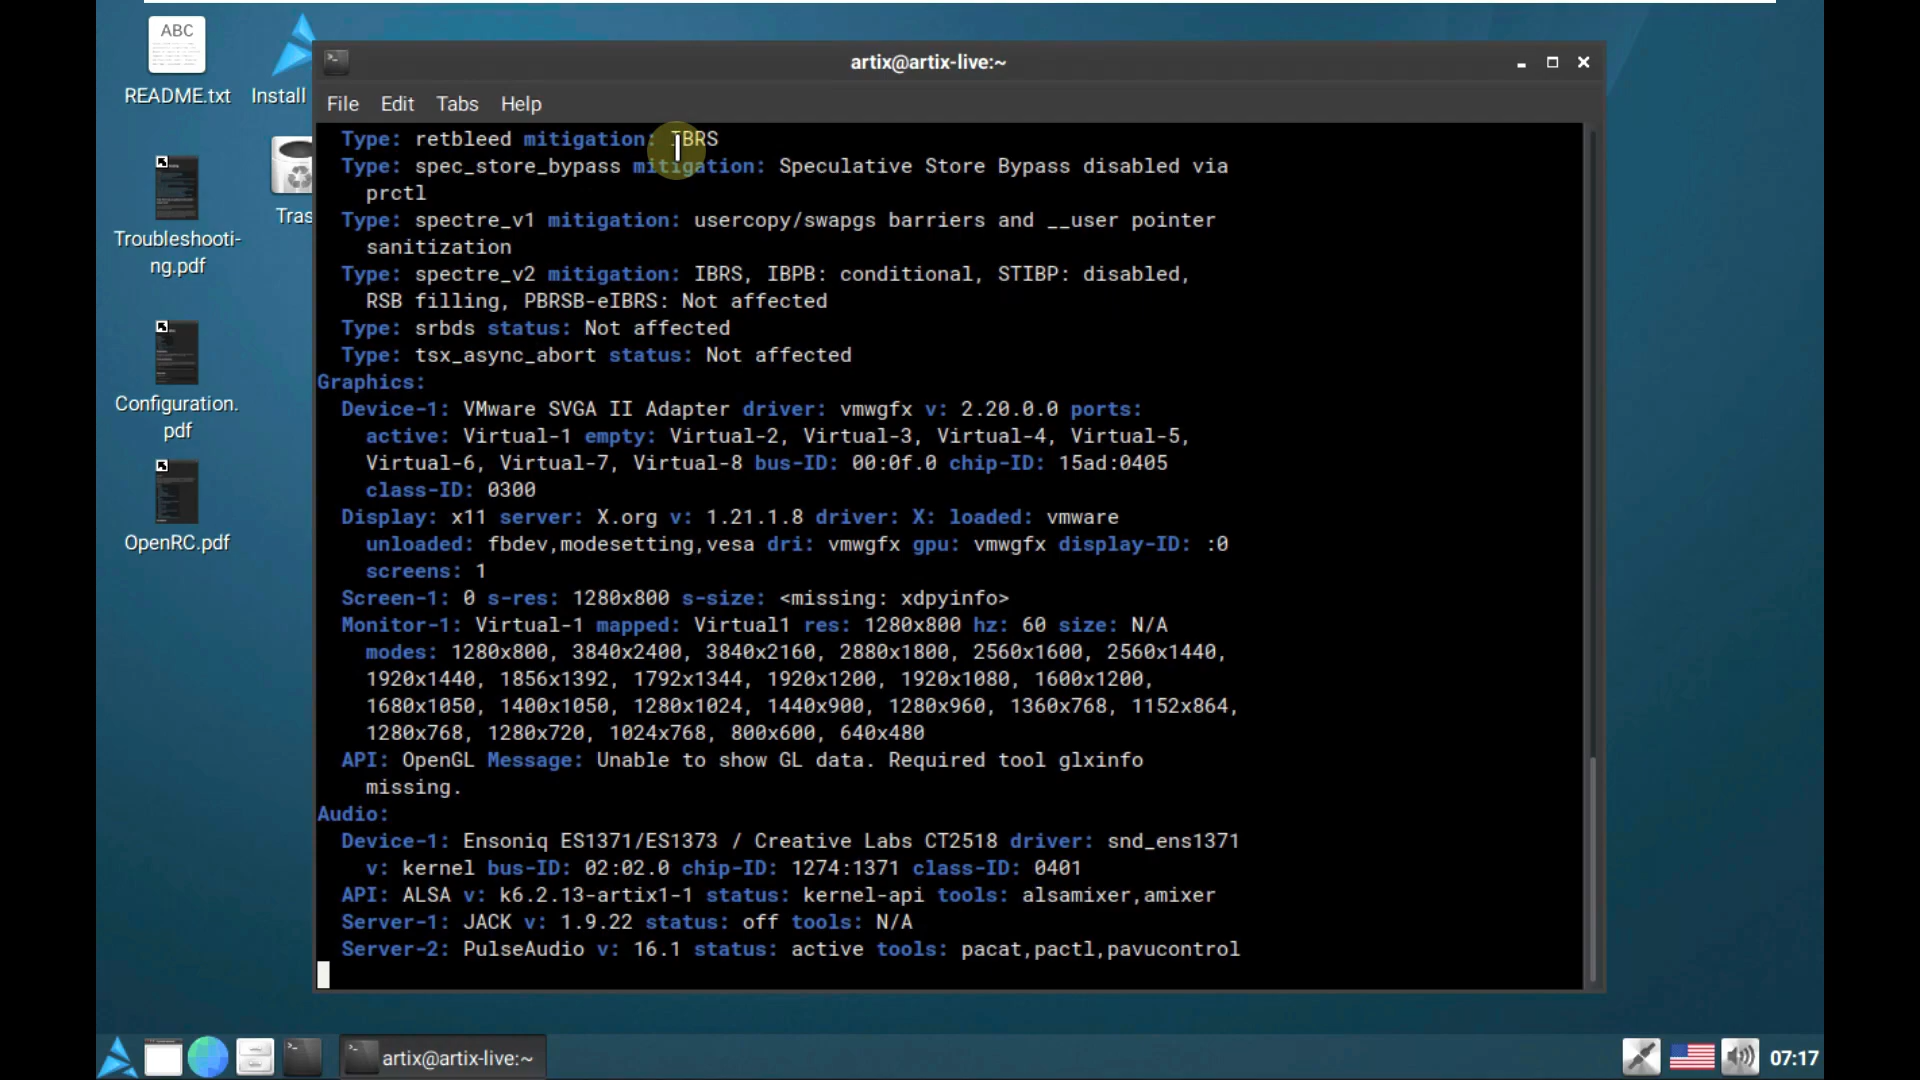 ABC
README.txt
Install
Tras
Troubleshooti-
ng.pdf
Configuration.
pdf
OpenRC.pdf
artix@artix-live:~
File Edit Tabs Help
Type: retbleed mitigation: IBRS
Type: spec_store_bypass mitigation: Speculative Store Bypass disabled via
prctl
Type: spectre_v1 mitigation: usercopy/swapgs barriers and __user pointer
sanitization
Type: spectre_v2 mitigation: IBRS, IBPB: conditional, STIBP: disabled,
RSB filling, PBRSB-eIBRS: Not affected
Type: srbds status: Not affected
Type: tsx_async_abort status: Not affected
Graphics:
Device-1: VMware SVGA II Adapter driver: vmwgfx v: 2.20.0.0 ports:
active: Virtual-1 empty: Virtual-2, Virtual-3, Virtual-4, Virtual-5,
Virtual-6, Virtual-7, Virtual-8 bus-ID: 00:0f.0 chip-ID: 15ad:0405
class-ID: 0300
Display: x11 server: X.org v: 1.21.1.8 driver: X: loaded: vmware
unloaded: fbdev,modesetting,vesa dri: vmwgfx gpu: vmwgfx display-ID: :0
screens: 1
Screen-1: 0 s-res: 1280x800 s-size: <missing: xdpyinfo>
Monitor-1: Virtual-1 mapped: Virtual1 res: 1280x800 hz: 60 size: N/A
modes: 1280x800, 3840x2400, 3840x2160, 2880x1800, 2560x1600, 2560x1440,
1920x1440, 1856x1392, 1792x1344, 1920x1200, 1920x1080, 1600x1200,
1680x1050, 1400x1050, 1280x1024, 1440x900, 1280x960, 1360x768, 1152x864,
1280x768, 1280x720, 1024x768, 800x600, 640x480
API: OpenGL Message: Unable to show GL data. Required tool glxinfo
missing.
Audio:
Device-1: Ensoniq ES1371/ES1373 / Creative Labs CT2518 driver: snd_ens1371
v: kernel bus-ID: 02:02.0 chip-ID: 1274:1371 class-ID: 0401
API: ALSA v: k6.2.13-artix1-1 status: kernel-api tools: alsamixer,amixer
Server-1: JACK v: 1.9.22 status: off tools: N/A
Server-2: PulseAudio v: 16.1 status: active tools: pacat,pactl,pavucontrol
artix@artix-live:~
07:17